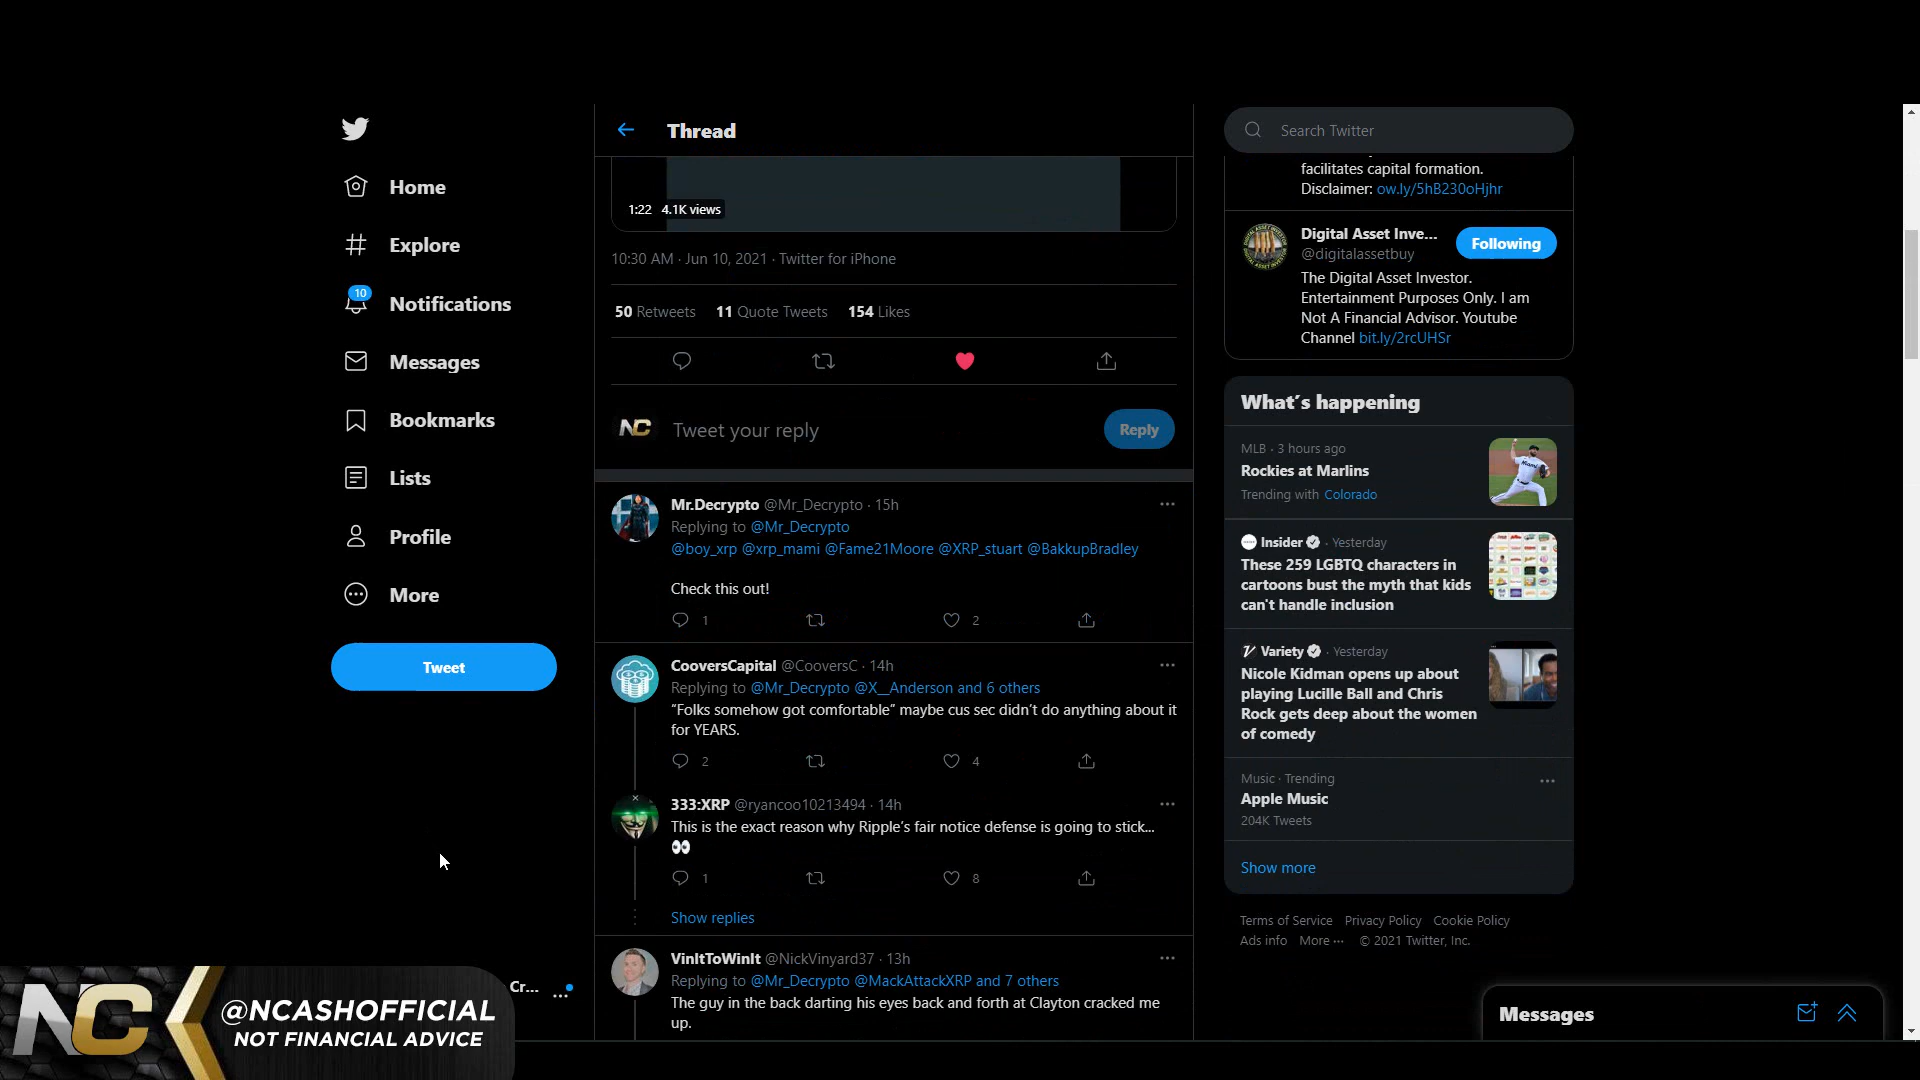 Home
Explore
10
Notifications
Messages
Bookmarks
Lists
Profile
More
Tweet
Cr...
Thread
1:22 4.1K views
10:30 AM · Jun 10, 2021 · Twitter for iPhone
50 Retweets 11 Quote Tweets 154 Likes
NC Tweet your reply Reply
Mr.Decrypto @Mr_Decrypto · 15h
Replying to @Mr_Decrypto
@boy_xrp @xrp_mami @Fame21Moore @XRP_stuart @BakkupBradley
Check this out!
1 2
CooversCapital @CooversC · 14h
Replying to @Mr_Decrypto @X__Anderson and 6 others
“Folks somehow got comfortable” maybe cus sec didn’t do anything about it
for YEARS.
2 4
333:XRP @ryancoo10213494 · 14h
This is the exact reason why Ripple’s fair notice defense is going to stick...
👀
1 8
Show replies
VinItToWinIt @NickVinyard37 · 13h
Replying to @Mr_Decrypto @MackAttackXRP and 7 others
The guy in the back darting his eyes back and forth at Clayton cracked me
up.
Search Twitter
facilitates capital formation.
Disclaimer: ow.ly/5hB230oHjhr
Digital Asset Inve...
Following
@digitalassetbuy
The Digital Asset Investor.
Entertainment Purposes Only. I am
Not A Financial Advisor. Youtube
Channel bit.ly/2rcUHSr
What’s happening
MLB · 3 hours ago
Rockies at Marlins
Trending with Colorado
Insider · Yesterday
These 259 LGBTQ characters in
cartoons bust the myth that kids
can't handle inclusion
Variety · Yesterday
Nicole Kidman opens up about
playing Lucille Ball and Chris
Rock gets deep about the women
of comedy
Music · Trending
Apple Music
204K Tweets
Show more
Terms of Service Privacy Policy Cookie Policy
Ads info More ··· © 2021 Twitter, Inc.
Messages
NC
@NCASHOFFICIAL
NOT FINANCIAL ADVICE